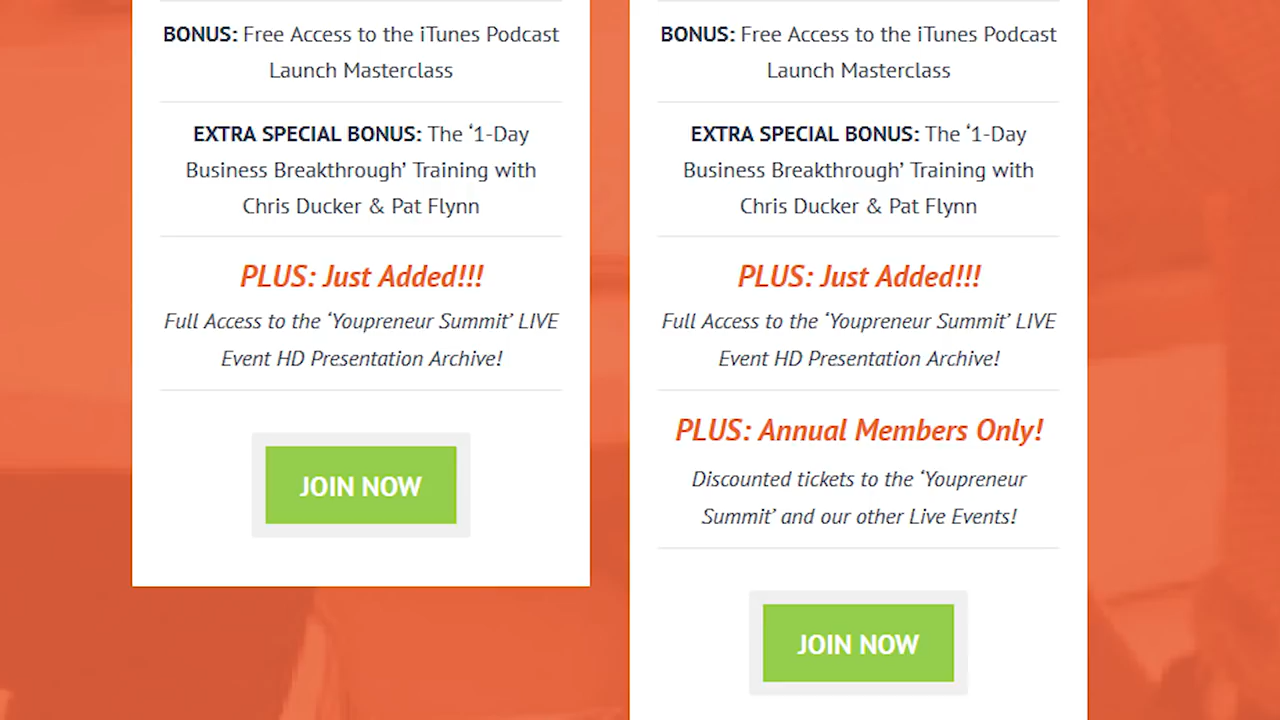 BONUS: Free Access to the iTunes Podcast
Launch Masterclass
EXTRA SPECIAL BONUS: The ‘1-Day
Business Breakthrough’ Training with
Chris Ducker & Pat Flynn
PLUS: Just Added!!!
Full Access to the ‘Youpreneur Summit’ LIVE
Event HD Presentation Archive!
JOIN NOW
BONUS: Free Access to the iTunes Podcast
Launch Masterclass
EXTRA SPECIAL BONUS: The ‘1-Day
Business Breakthrough’ Training with
Chris Ducker & Pat Flynn
PLUS: Just Added!!!
Full Access to the ‘Youpreneur Summit’ LIVE
Event HD Presentation Archive!
PLUS: Annual Members Only!
Discounted tickets to the ‘Youpreneur
Summit’ and our other Live Events!
JOIN NOW